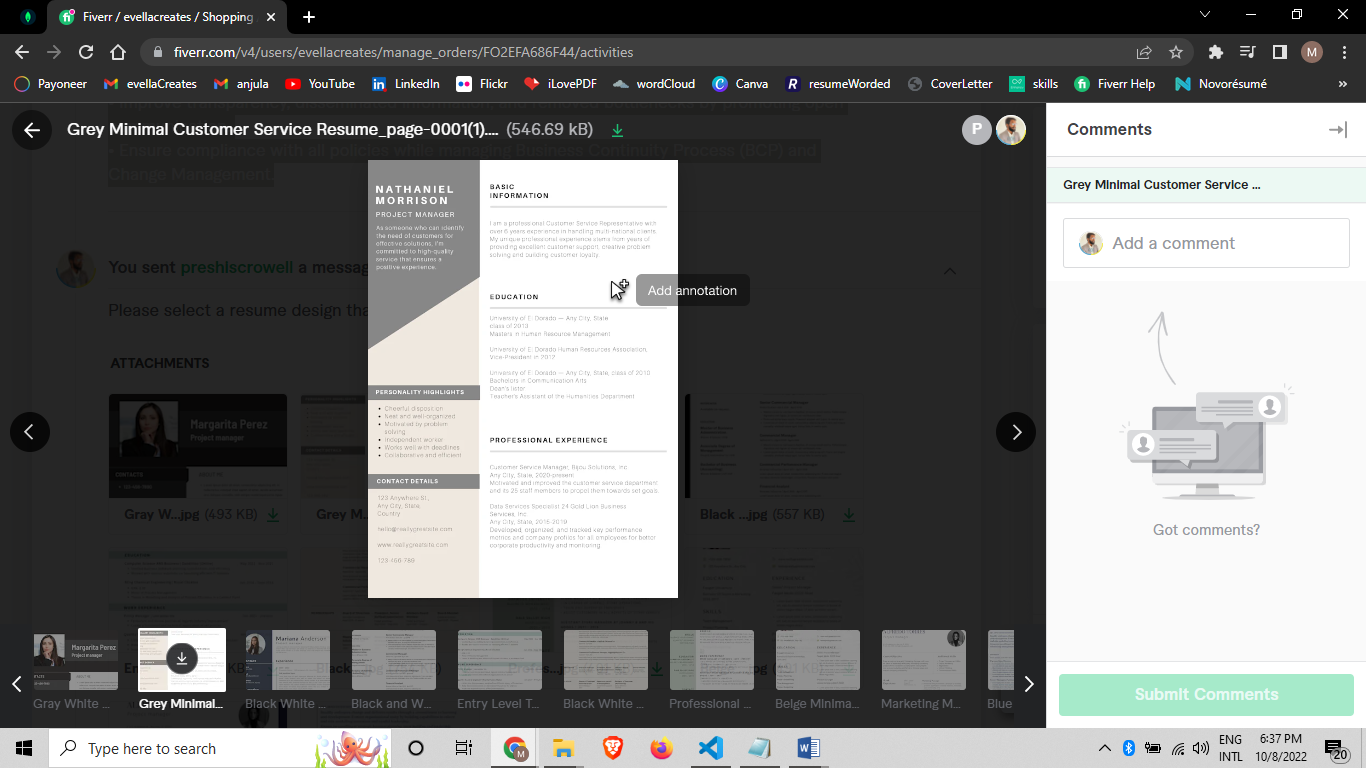 Fiverr / evellacreates / Shopping
fiverr.com/v4/users/evellacreates/manage_orders/FO2EFA686F44/activities
M
Payoneer
evellaCreates
anjula
YouTube
LinkedIn
Flickr
iLovePDF
wordCloud
Canva
resumeWorded
CoverLetter
skills
Fiverr Help
Novorésumé
»
Grey Minimal Customer Service Resume_page-0001(1).... (546.69 kB)
P
Comments
• Ensure compliance with all policies while managing Business Continuity Process (BCP) and
Change Management
Grey Minimal Customer Service ...
Add a comment
You sent preshlscrowell a messag
Please select a resume design tha
ATTACHMENTS
Margarita Perez
Project manager
Gray W...jpg (493 KB)
Grey M
Black ...jpg (557 KB)
NATHANIEL
MORRISON
PROJECT MANAGER
As someone who can identify
the need of customers for
effective solutions, I'm
committed to high-quality
service that ensures a
positive experience.
PERSONALITY HIGHLIGHTS
• Cheerful disposition
• Neat and well-organized
• Motivated by problem
solving
• Independent worker
• Works well with deadlines
• Collaborative and efficient
CONTACT DETAILS
123 Anywhere St.,
Any City, State,
Country
hello@reallygreatsite.com
www.reallygreatsite.com
123 456 789
BASIC
INFORMATION
I am a professional Customer Service Representative with
over 6 years experience in handling multi-national clients.
My unique professional experience stems from years of
providing excellent customer support, creative problem
solving and building customer loyalty.
Add annotation
EDUCATION
University of El Dorado — Any City, State
class of 2013
Masters in Human Resource Management
University of El Dorado Human Resources Association,
Vice-President in 2012
University of El Dorado — Any City, State, class of 2010
Bachelors in Communication Arts
Dean's lister
Teacher's Assistant of the Humanities Department
PROFESSIONAL EXPERIENCE
Customer Service Manager, Bijou Solutions, Inc.
Any City, State, 2020-present
Motivated and improved the customer service department
and its 25 staff members to propel them towards set goals
Data Services Specialist 24 Gold Lion Business
Services, Inc
Any City, State, 2015-2019
Developed, organized, and tracked key performance
metrics and company profiles for all employees for better
corporate productivity and monitoring
Got comments?
Margarita Perez
Project manager
Mariana Anderson
Gray White ...
Grey Minimal...
Black White ...
Black and W...
Entry Level T...
Black White ...
Professional ...
Beige Minima...
Marketing M...
Blue
Submit Comments
Type here to search
ENG
INTL
6:37 PM
10/8/2022
20